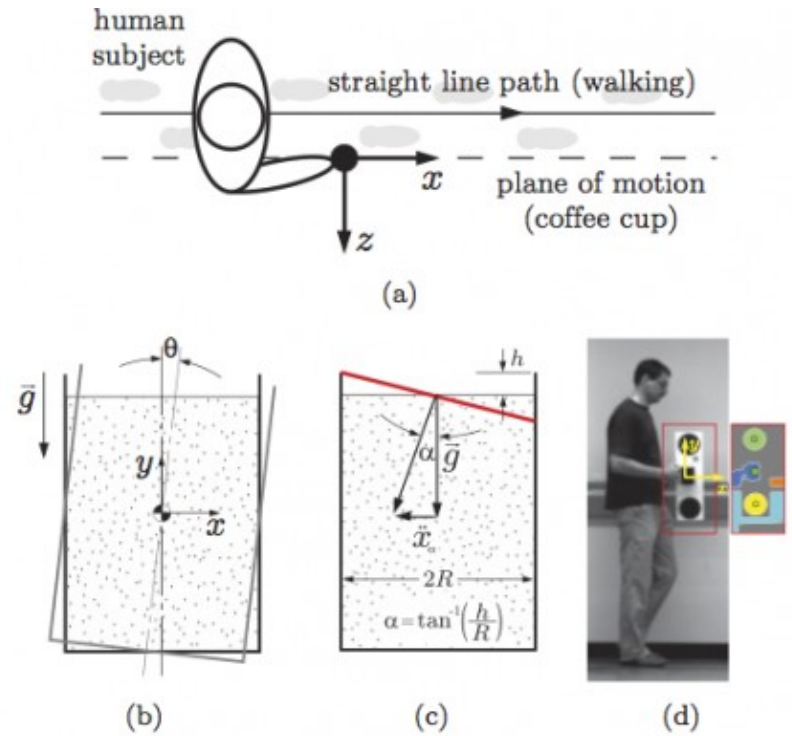 human
subject
straight line path (walking)
x
plane of motion
(coffee cup)
z
(a)
θ
g⃗
y
x
(b)
h
α
g⃗
ẍ
2R
α=tan⁻¹(h/R)
(c)
y
(d)